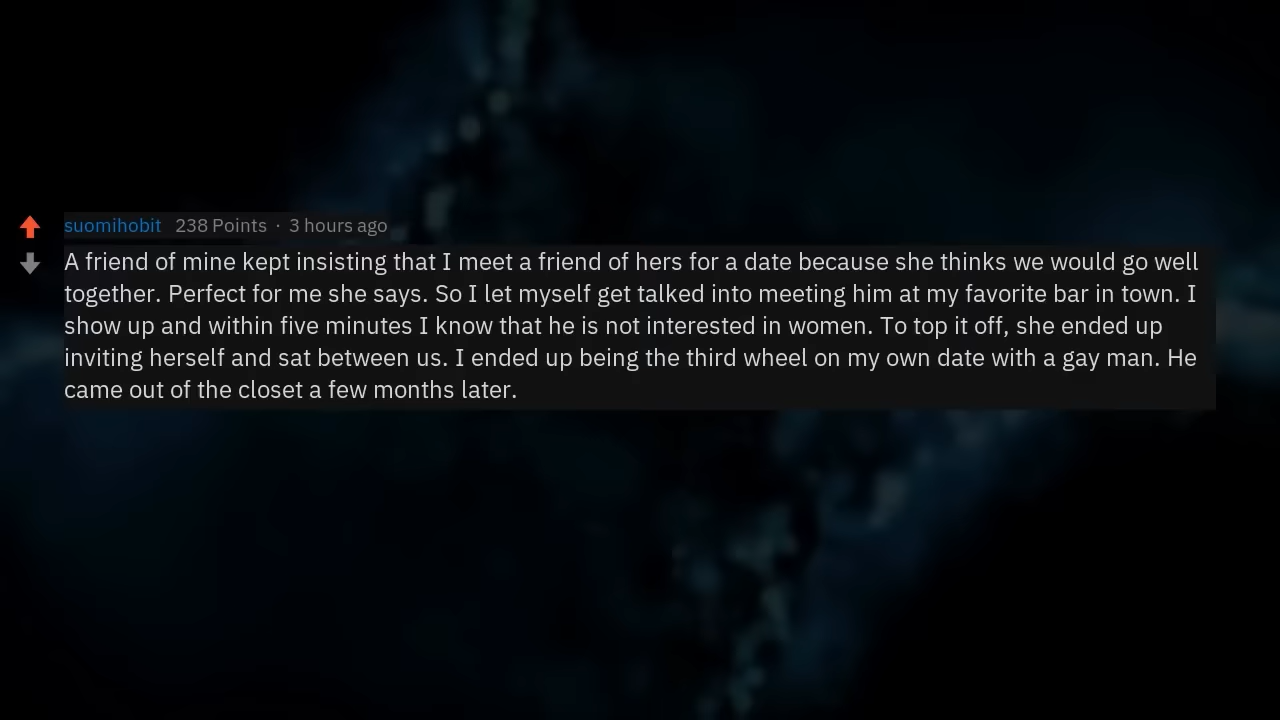 suomihobit 238 Points · 3 hours ago
A friend of mine kept insisting that I meet a friend of hers for a date because she thinks we would go well
together. Perfect for me she says. So I let myself get talked into meeting him at my favorite bar in town. I
show up and within five minutes I know that he is not interested in women. To top it off, she ended up
inviting herself and sat between us. I ended up being the third wheel on my own date with a gay man. He
came out of the closet a few months later.